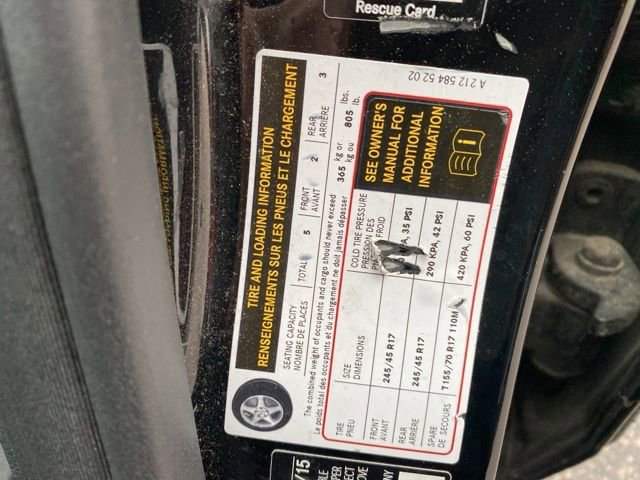 Rescue Card
A 212 584 52 02
TIRE AND LOADING INFORMATION
RENSEIGNEMENTS SUR LES PNEUS ET LE CHARGEMENT
SEATING CAPACITY
NOMBRE DE PLACES
TOTAL 5
FRONT
AVANT 2
REAR
ARRIÈRE 3
The combined weight of occupants and cargo should never exceed 365 kg or 805 lbs.
Le poids total des occupants et du chargement ne doit jamais dépasser kg ou lb.
TIRE
PNEU
SIZE
DIMENSIONS
COLD TIRE PRESSURE
PRESSION DES
FROID
SEE OWNER'S
MANUAL FOR
ADDITIONAL
INFORMATION
FRONT
AVANT
245/45 R17
35 PSI
REAR
ARRIÈRE
245/45 R17
290 KPA, 42 PSI
SPARE
DE SECOURS
T155/70 R17 110M
420 KPA, 60 PSI
/15